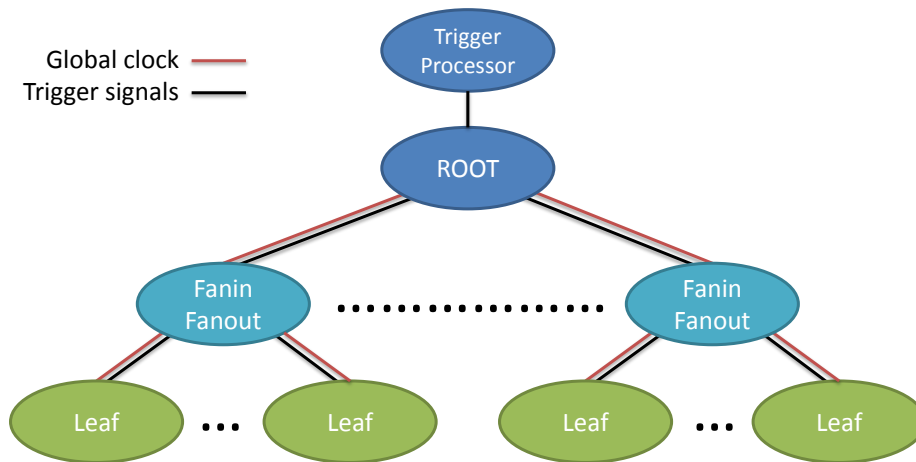 Trigger
Processor
Global clock
Trigger signals
ROOT
Fanin
Fanout
Fanin
Fanout
Leaf
Leaf
Leaf
Leaf